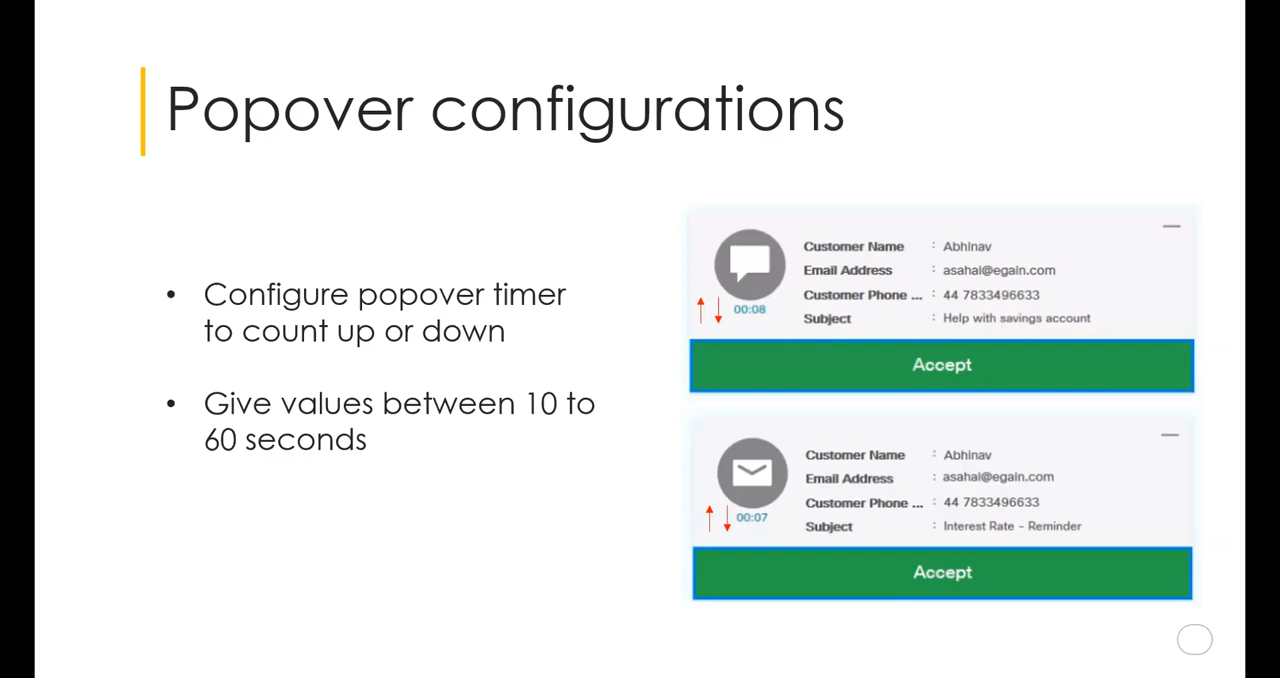 Popover configurations
• Configure popover timer
to count up or down
• Give values between 10 to
60 seconds
Customer Name : Abhinav
Email Address : asahai@egain.com
Customer Phone ... : 44 7833496633
Subject : Help with savings account
00:08
Accept
Customer Name : Abhinav
Email Address : asahai@egain.com
Customer Phone ... : 44 7833496633
Subject : Interest Rate - Reminder
00:07
Accept